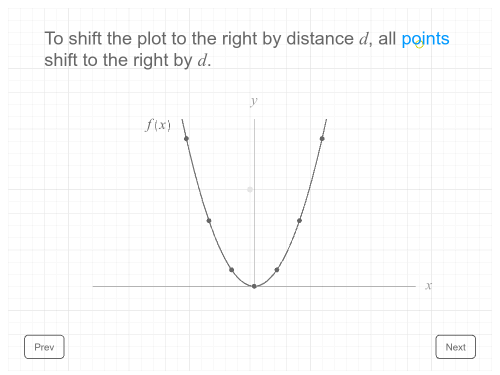 To shift the plot to the right by distance d, all points
shift to the right by d.
y
f(x)
x
Prev
Next